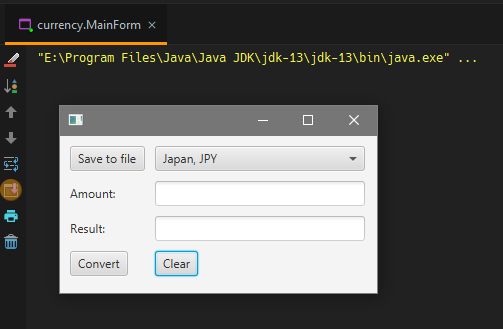 currency.MainForm
"E:\Program Files\Java\Java JDK\jdk-13\jdk-13\bin\java.exe" ...
Save to file Japan, JPY
Amount:
Result:
Convert Clear